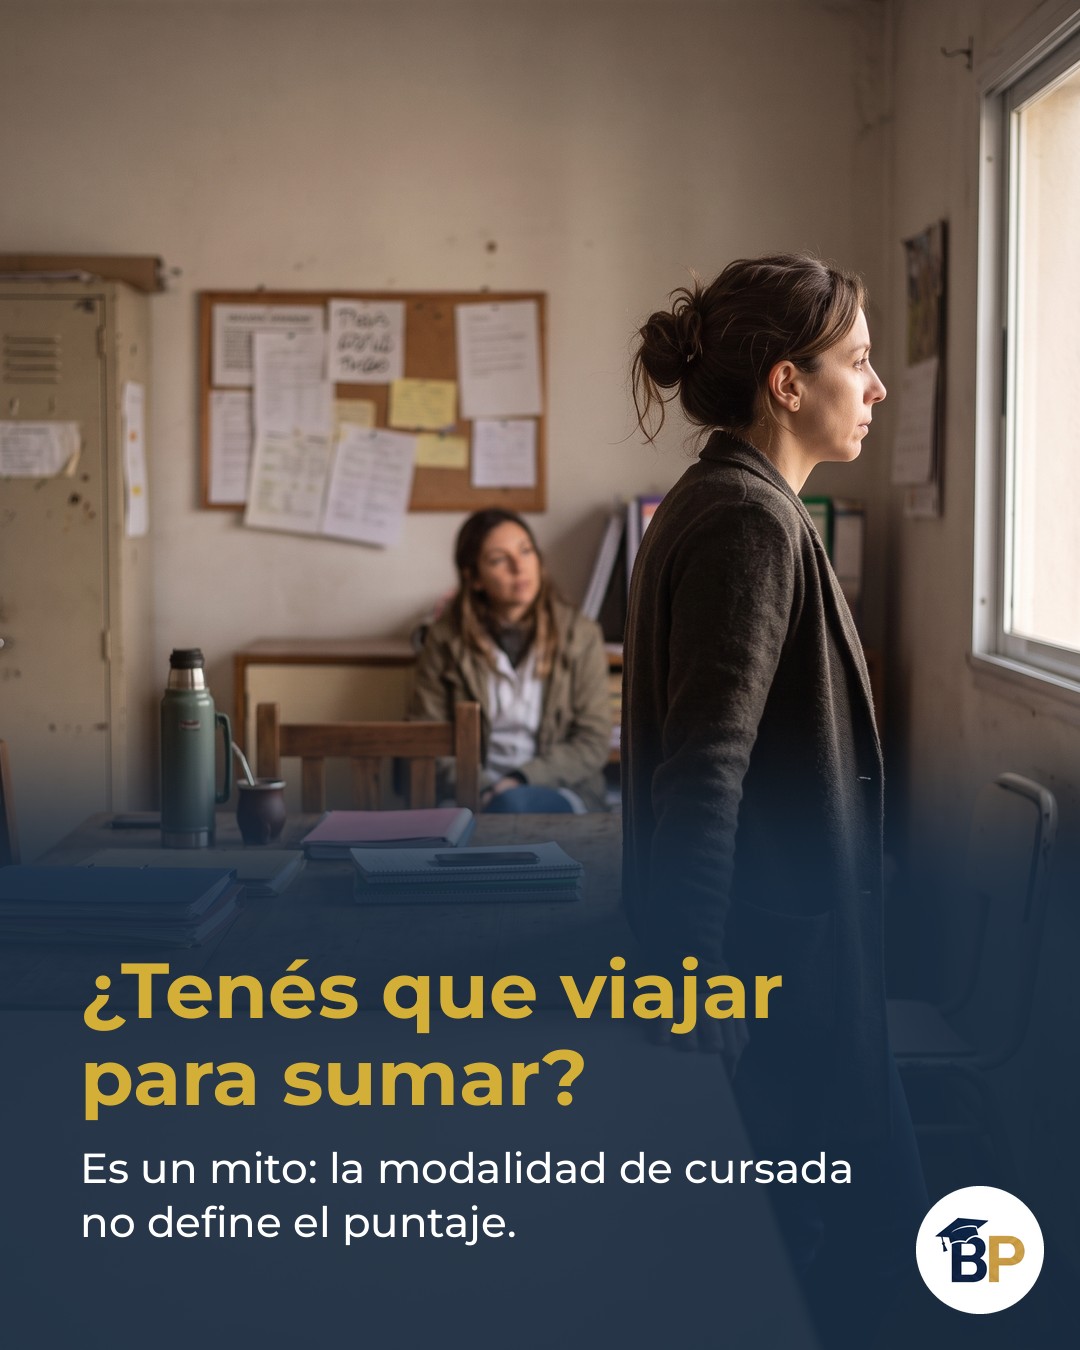 ¿Tenés que viajar
para sumar?
Es un mito: la modalidad de cursada
no define el puntaje.
BP